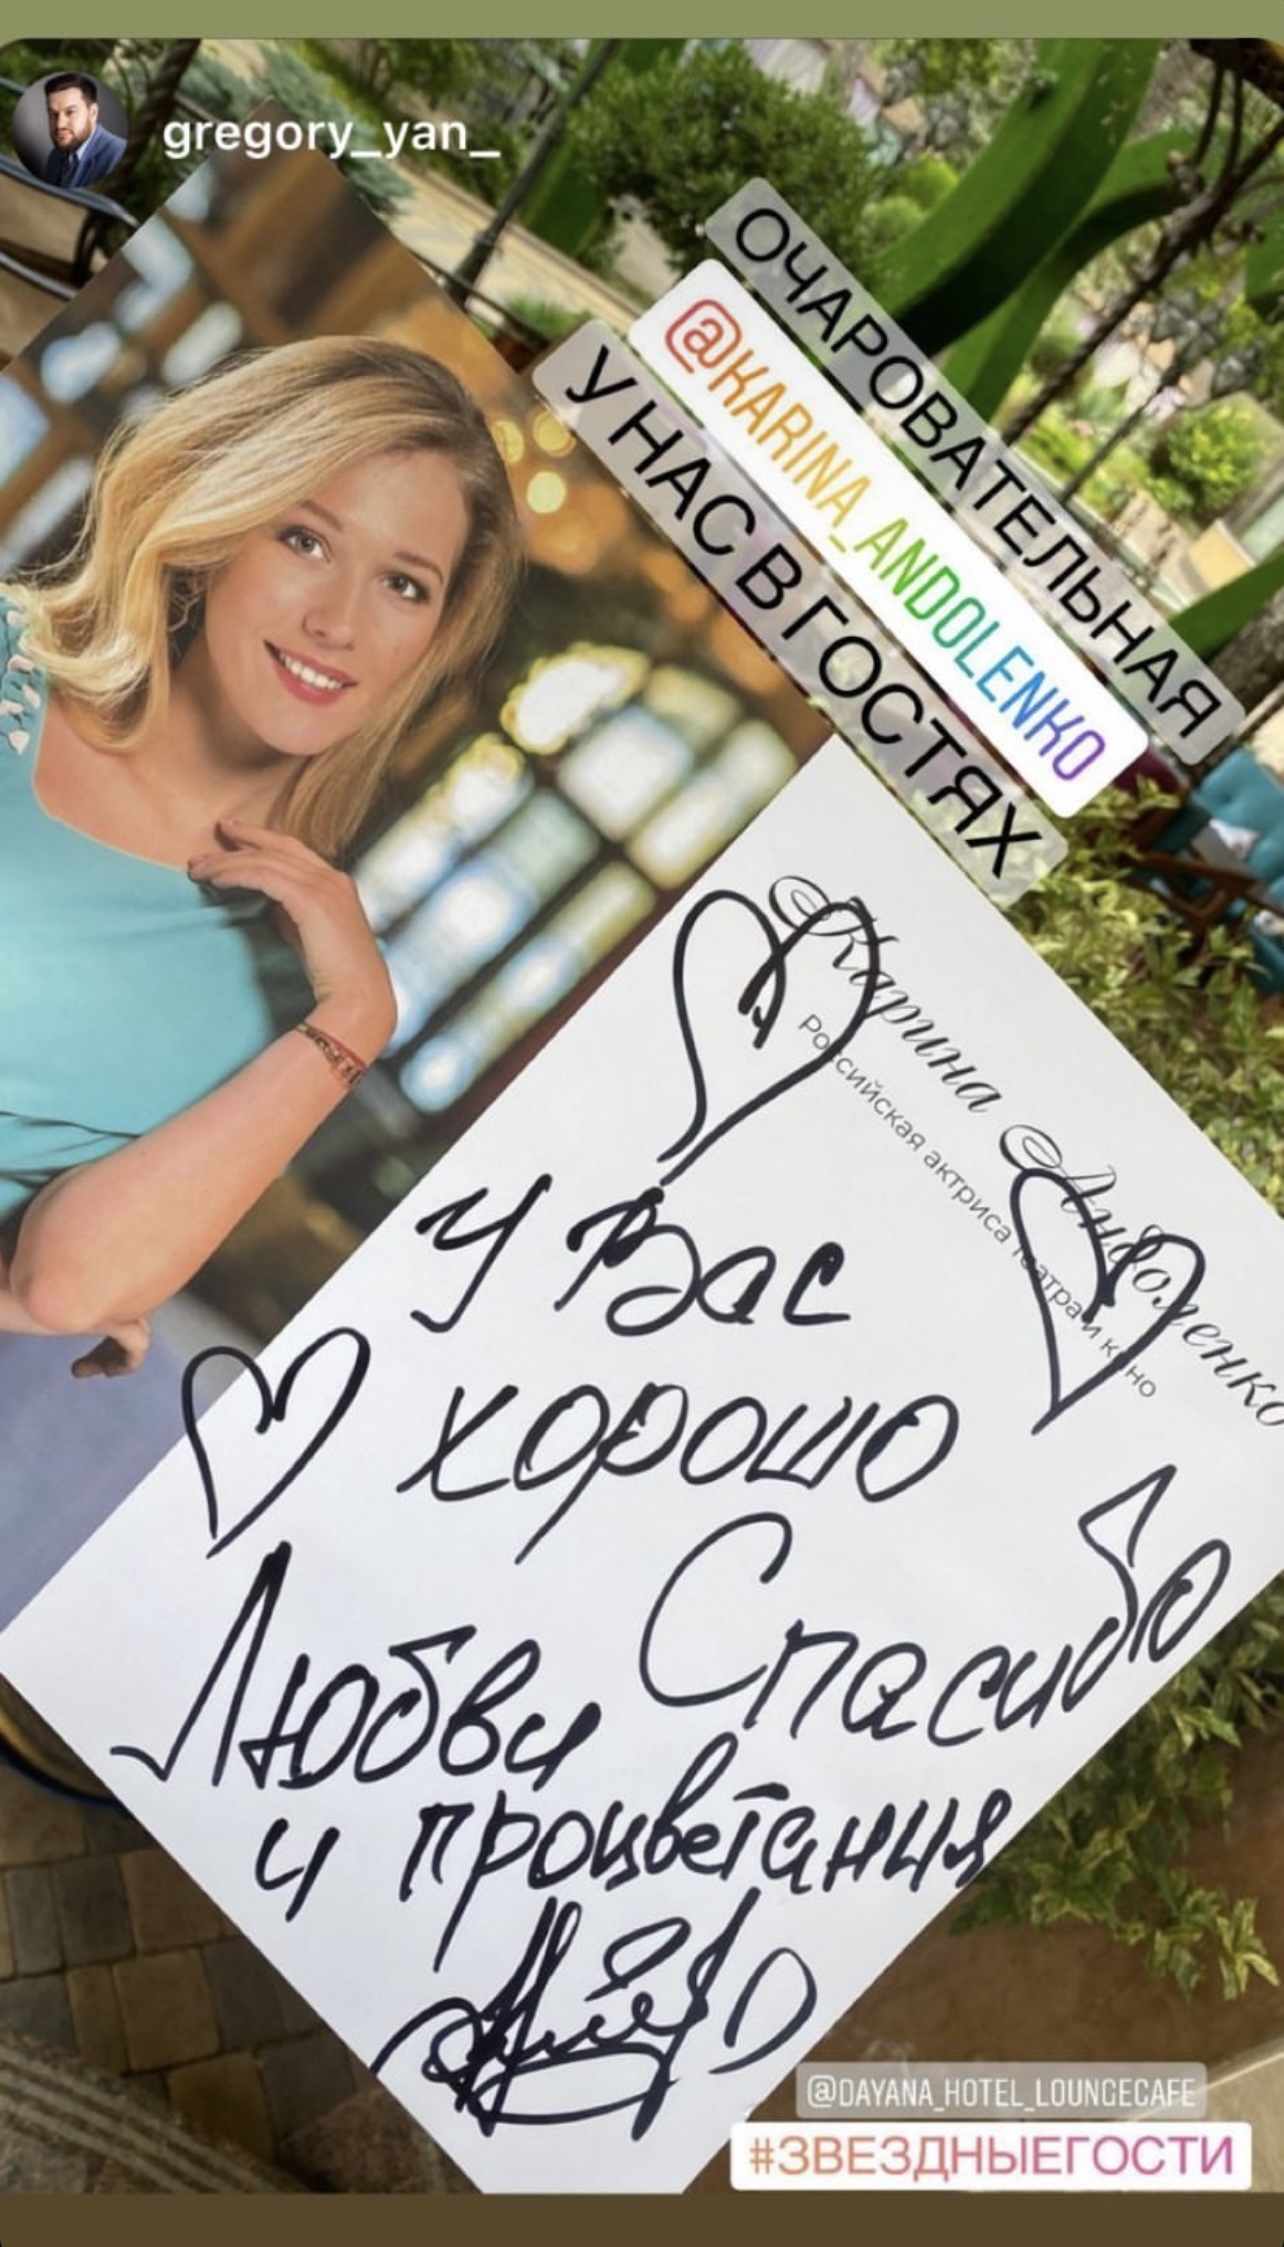 gregory_yan_
ОЧАРОВАТЕЛЬНАЯ
@KARINA_ANDOLENKO
У НАС В ГОСТЯХ
Карина Андоленко
Российская актриса театра и кино
У Вас
хорошо
Спасибо
Любви
и процветания
@DAYANA_HOTEL_LOUNGECAFE
#ЗВЕЗДНЫЕГОСТИ